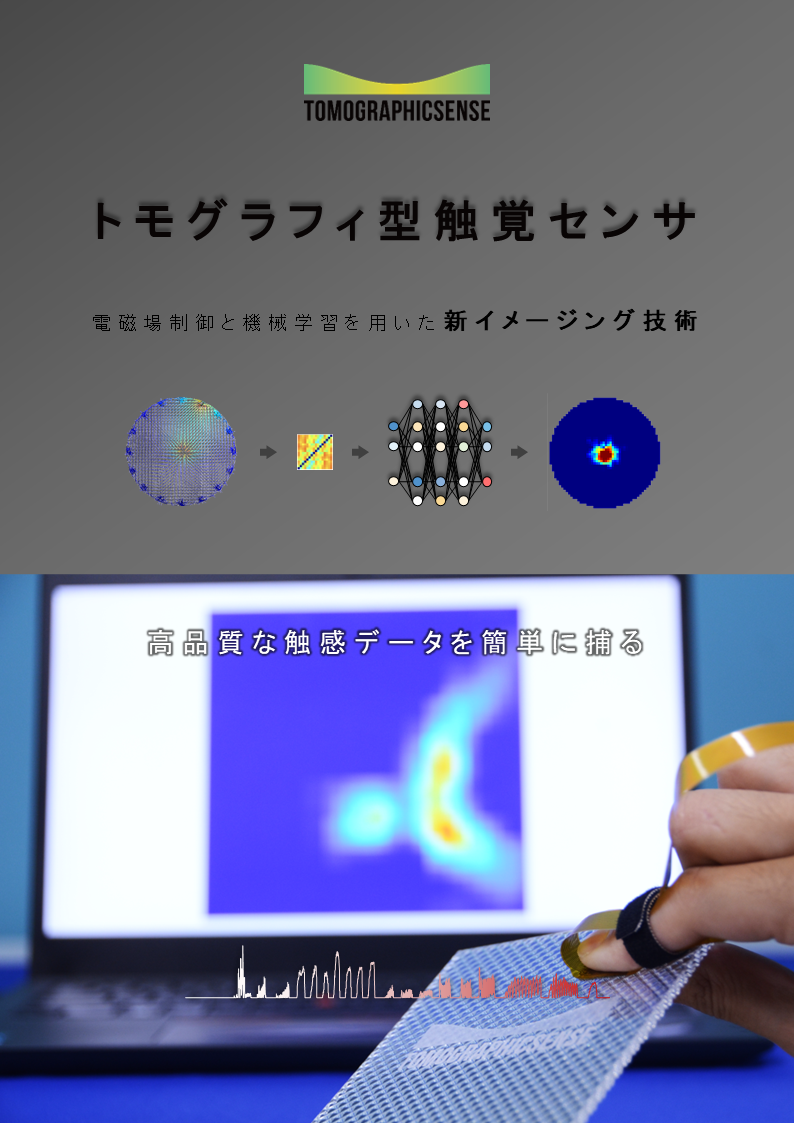 TOMOGRAPHICSENSE
トモグラフィ型触覚センサ
電磁場制御と機械学習を用いた新イメージング技術
高品質な触感データを簡単に捕る
TOMOGRAPHICSENSE